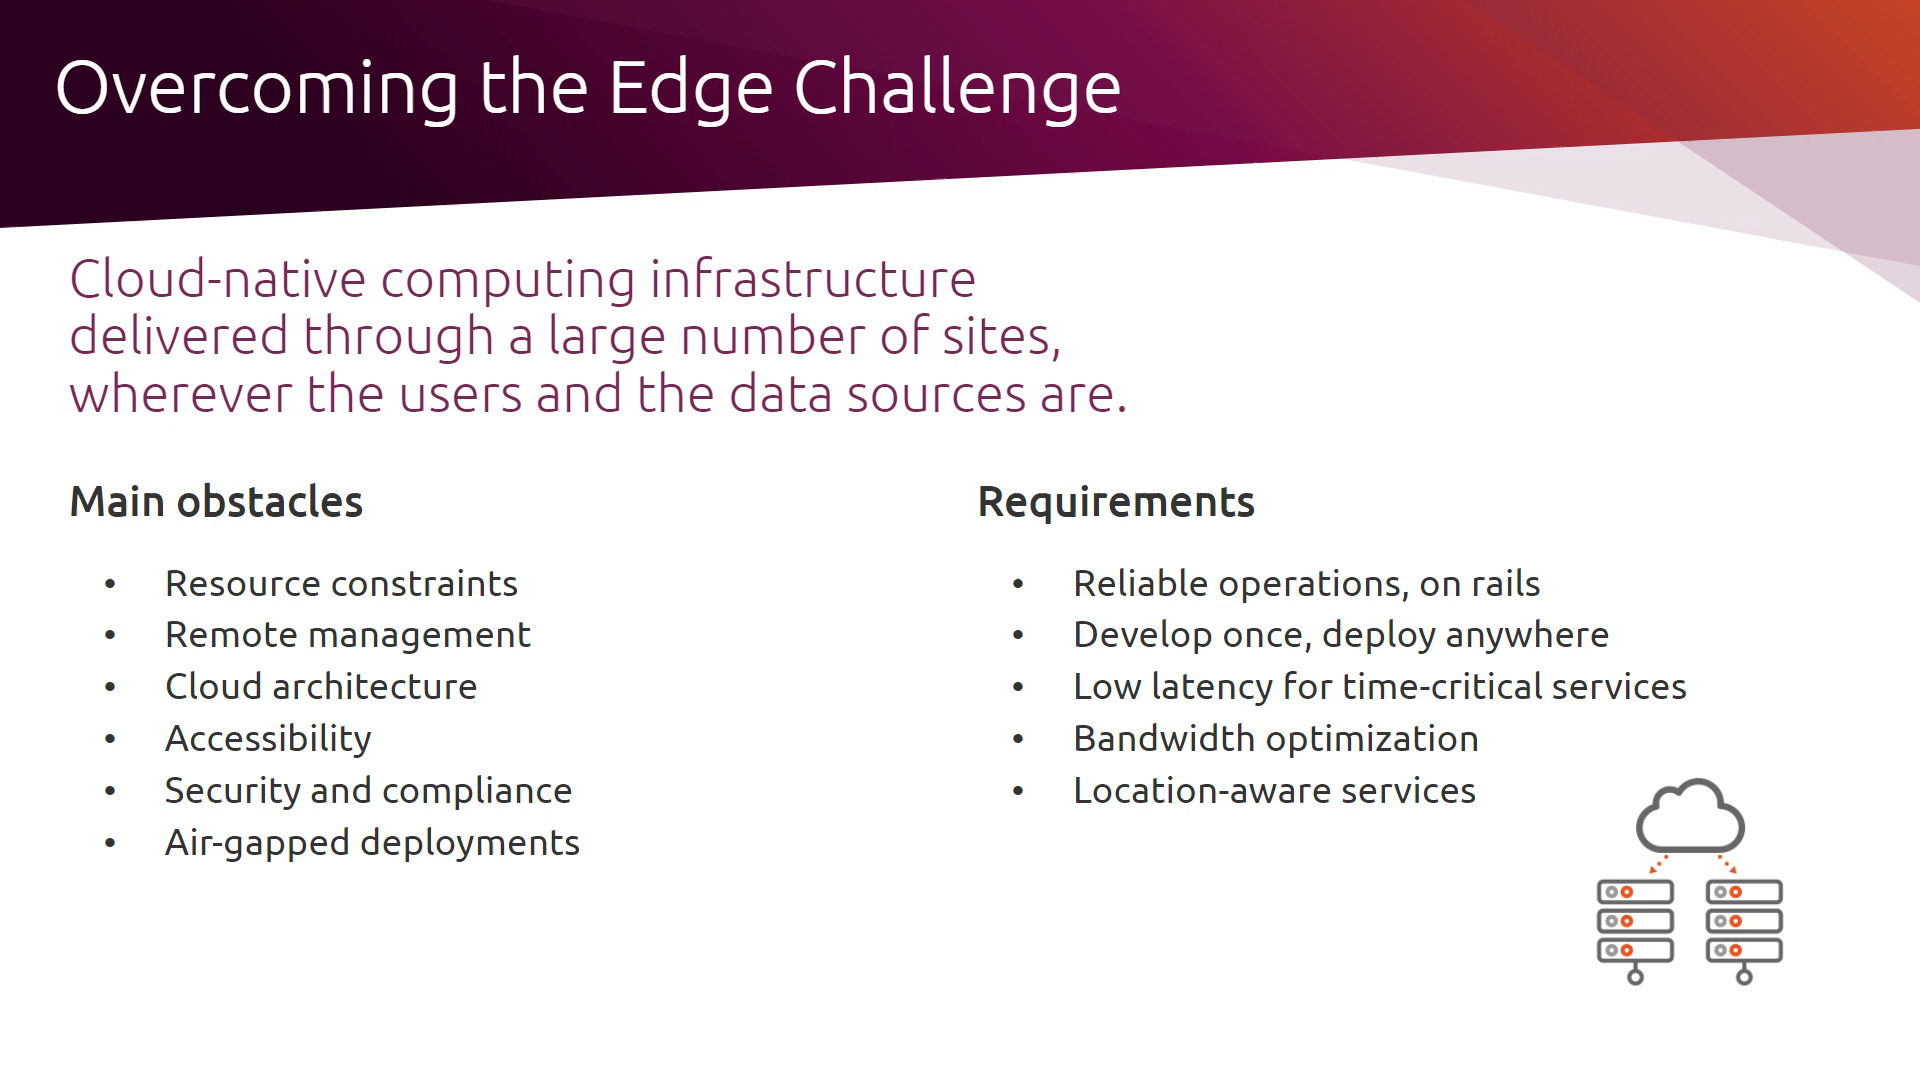 Overcoming the Edge Challenge
Cloud-native computing infrastructure
delivered through a large number of sites,
wherever the users and the data sources are.
Main obstacles
• Resource constraints
• Remote management
• Cloud architecture
• Accessibility
• Security and compliance
• Air-gapped deployments
Requirements
• Reliable operations, on rails
• Develop once, deploy anywhere
• Low latency for time-critical services
• Bandwidth optimization
• Location-aware services